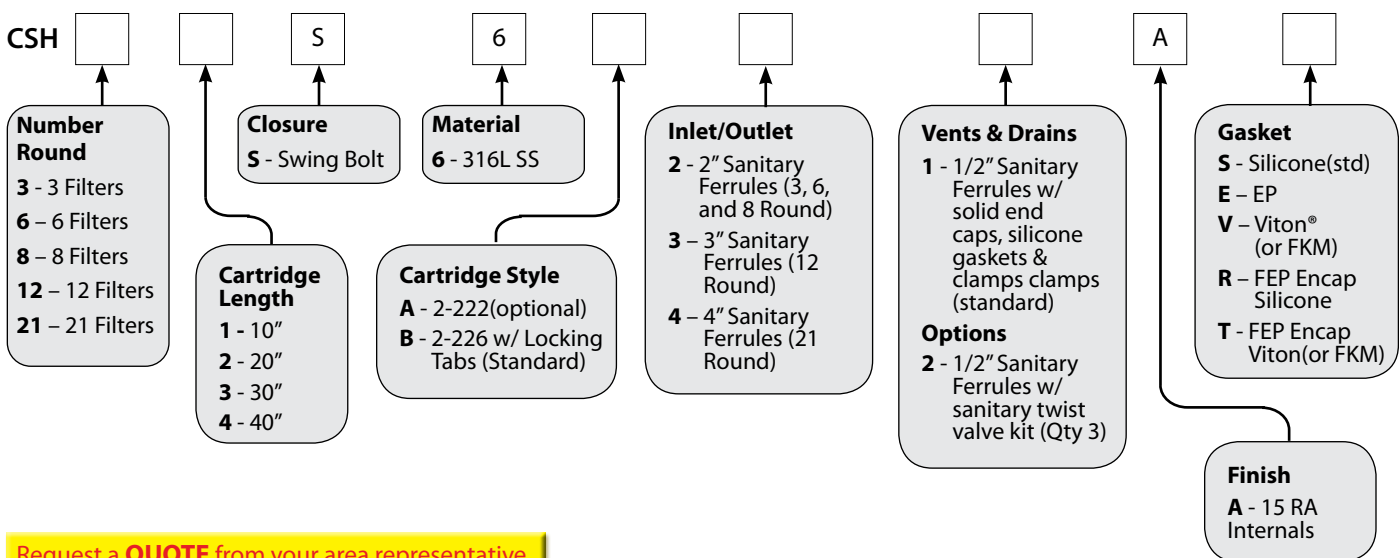 CSH S 6 A
Number
Round
3 - 3 Filters
6 – 6 Filters
8 – 8 Filters
12 – 12 Filters
21 – 21 Filters
Cartridge
Length
1 - 10”
2 - 20”
3 - 30”
4 - 40”
Closure
S - Swing Bolt
Material
6 - 316L SS
Cartridge Style
A - 2-222(optional)
B - 2-226 w/ Locking
Tabs (Standard)
Inlet/Outlet
2 - 2” Sanitary
Ferrules (3, 6,
and 8 Round)
3 – 3” Sanitary
Ferrules (12
Round)
4 – 4” Sanitary
Ferrules (21
Round)
Vents & Drains
1 - 1/2” Sanitary
Ferrules w/
solid end
caps, silicone
gaskets &
clamps clamps
(standard)
Options
2 - 1/2” Sanitary
Ferrules w/
sanitary twist
valve kit (Qty 3)
Gasket
S - Silicone(std)
E – EP
V – Viton®
(or FKM)
R – FEP Encap
Silicone
T - FEP Encap
Viton(or FKM)
Finish
A - 15 RA
Internals
Request a QUOTE from your area representative